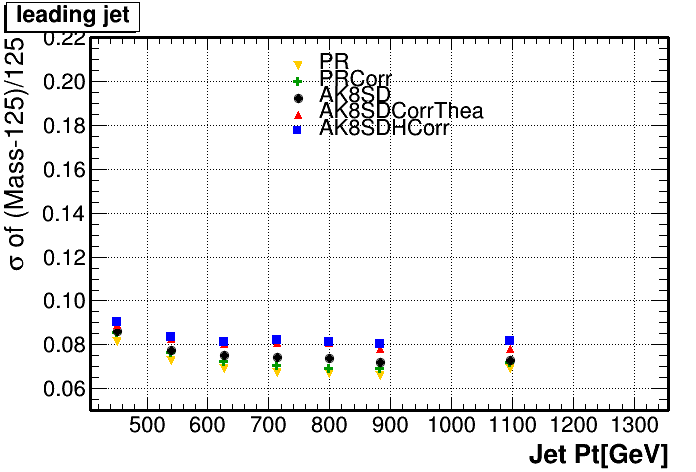 leading jet
σ of (Mass-125)/125
0.22
0.20
0.18
0.16
0.14
0.12
0.10
0.08
0.06
PR
PRCorr
AK8SD
AK8SDCorrThea
AK8SDHCorr
500 600 700 800 900 1000 1100 1200 1300
Jet Pt[GeV]